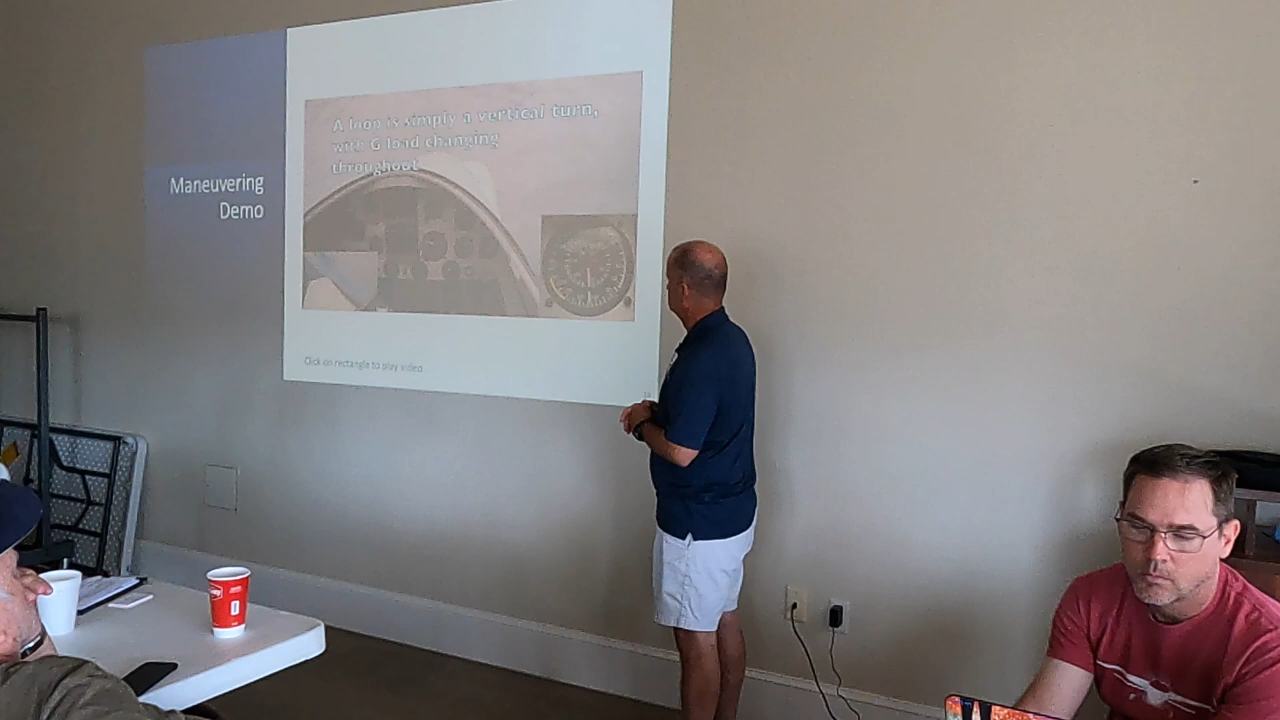 Maneuvering
Demo
A loop is simply a vertical turn,
with G load changing
throughout
Click on rectangle to play video